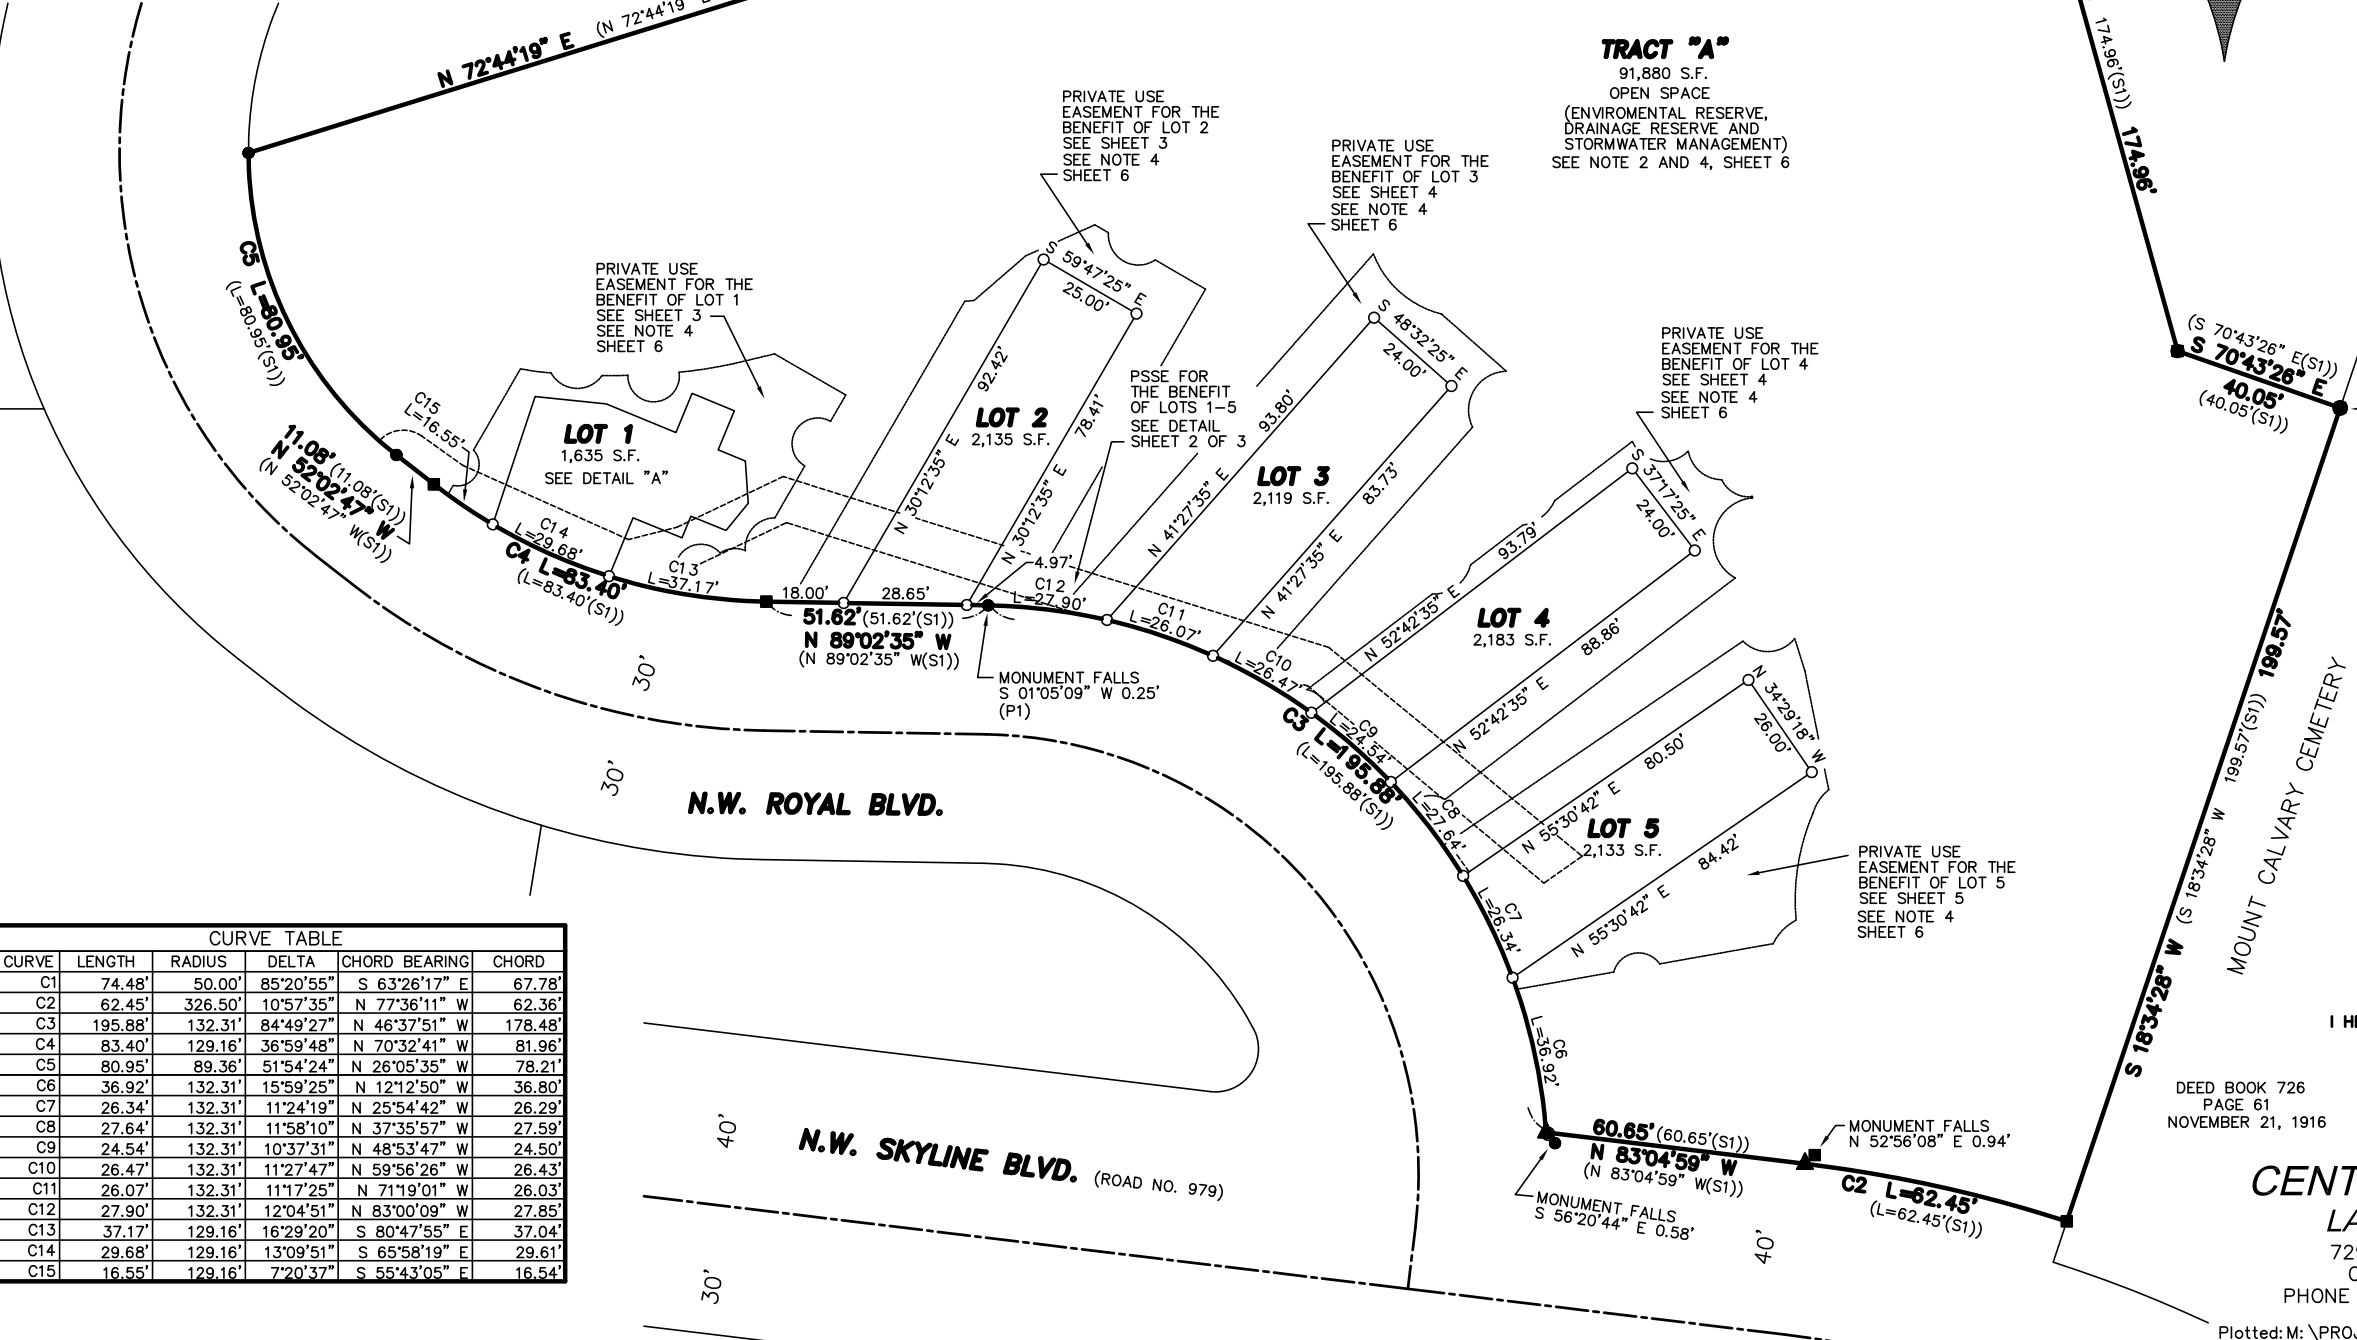 N 72°44'19" E
(N 72°44'19"
TRACT "A"
91,880 S.F.
OPEN SPACE
(ENVIROMENTAL RESERVE,
DRAINAGE RESERVE AND
STORMWATER MANAGEMENT)
SEE NOTE 2 AND 4, SHEET 6
174.96'(S1))
174.96'
PRIVATE USE
EASEMENT FOR THE
BENEFIT OF LOT 2
SEE SHEET 3
SEE NOTE 4
SHEET 6
PRIVATE USE
EASEMENT FOR THE
BENEFIT OF LOT 3
SEE SHEET 4
SEE NOTE 4
SHEET 6
PRIVATE USE
EASEMENT FOR THE
BENEFIT OF LOT 1
SEE SHEET 3
SEE NOTE 4
SHEET 6
PRIVATE USE
EASEMENT FOR THE
BENEFIT OF LOT 4
SEE SHEET 4
SEE NOTE 4
SHEET 6
(S 70°43'26" E(S1))
S 70°43'26" E
40.05'
(40.05'(S1))
C5 L=80.95'
(L=80.95'(S1))
C15
L=16.55'
11.08' (11.08'(S1))
N 52°02'47" W
(N 52°02'47" W(S1))
LOT 1
1,635 S.F.
SEE DETAIL "A"
C14
L=29.68'
C4 L=83.40'
(L=83.40'(S1))
C13
L=37.17'
S 59°47'25" E
25.00'
92.42'
LOT 2
2,135 S.F.
78.41'
N 30°12'35" E
N 30°12'35" E
PSSE FOR
THE BENEFIT
OF LOTS 1-5
SEE DETAIL
SHEET 2 OF 3
18.00'
28.65'
4.97'
C12
L=27.90'
51.62' (51.62'(S1))
N 89°02'35" W
(N 89°02'35" W(S1))
MONUMENT FALLS
S 01°05'09" W 0.25'
(P1)
S 48°32'25" E
24.00'
93.80'
LOT 3
2,119 S.F.
83.73'
N 41°27'35" E
N 41°27'35" E
C11
L=26.07'
C10
L=26.47'
S 37°17'25" E
24.00'
93.79'
N 52°42'35" E
LOT 4
2,183 S.F.
88.86'
N 52°42'35" E
C9
L=24.54'
C3 L=195.88'
(L=195.88'(S1))
C8
L=27.64'
N 34°29'18" W
26.00'
80.50'
N 55°30'42" E
LOT 5
2,133 S.F.
84.42'
N 55°30'42" E
C7
L=26.34'
C6
L=36.92'
PRIVATE USE
EASEMENT FOR THE
BENEFIT OF LOT 5
SEE SHEET 5
SEE NOTE 4
SHEET 6
S 18°34'28" W (S 18°34'28" W 199.57'(S1)) 199.57'
MOUNT CALVARY CEMETERY
30'
30'
N.W. ROYAL BLVD.
40'
N.W. SKYLINE BLVD. (ROAD NO. 979)
30'
40'
60.65' (60.65'(S1))
N 83°04'59" W
(N 83°04'59" W(S1))
MONUMENT FALLS
S 56°20'44" E 0.58'
MONUMENT FALLS
N 52°56'08" E 0.94'
C2 L=62.45'
(L=62.45'(S1))
DEED BOOK 726
PAGE 61
NOVEMBER 21, 1916
CENT
LA
PHONE
Plotted: M:\PROJ
CURVE TABLE
CURVE LENGTH RADIUS DELTA CHORD BEARING CHORD
C1 74.48' 50.00' 85°20'55" S 63°26'17" E 67.78'
C2 62.45' 326.50' 10°57'35" N 77°36'11" W 62.36'
C3 195.88' 132.31' 84°49'27" N 46°37'51" W 178.48'
C4 83.40' 129.16' 36°59'48" N 70°32'41" W 81.96'
C5 80.95' 89.36' 51°54'24" N 26°05'35" W 78.21'
C6 36.92' 132.31' 15°59'25" N 12°12'50" W 36.80'
C7 26.34' 132.31' 11°24'19" N 25°54'42" W 26.29'
C8 27.64' 132.31' 11°58'10" N 37°35'57" W 27.59'
C9 24.54' 132.31' 10°37'31" N 48°53'47" W 24.50'
C10 26.47' 132.31' 11°27'47" N 59°56'26" W 26.43'
C11 26.07' 132.31' 11°17'25" N 71°19'01" W 26.03'
C12 27.90' 132.31' 12°04'51" N 83°00'09" W 27.85'
C13 37.17' 129.16' 16°29'20" S 80°47'55" E 37.04'
C14 29.68' 129.16' 13°09'51" S 65°58'19" E 29.61'
C15 16.55' 129.16' 7°20'37" S 55°43'05" E 16.54'